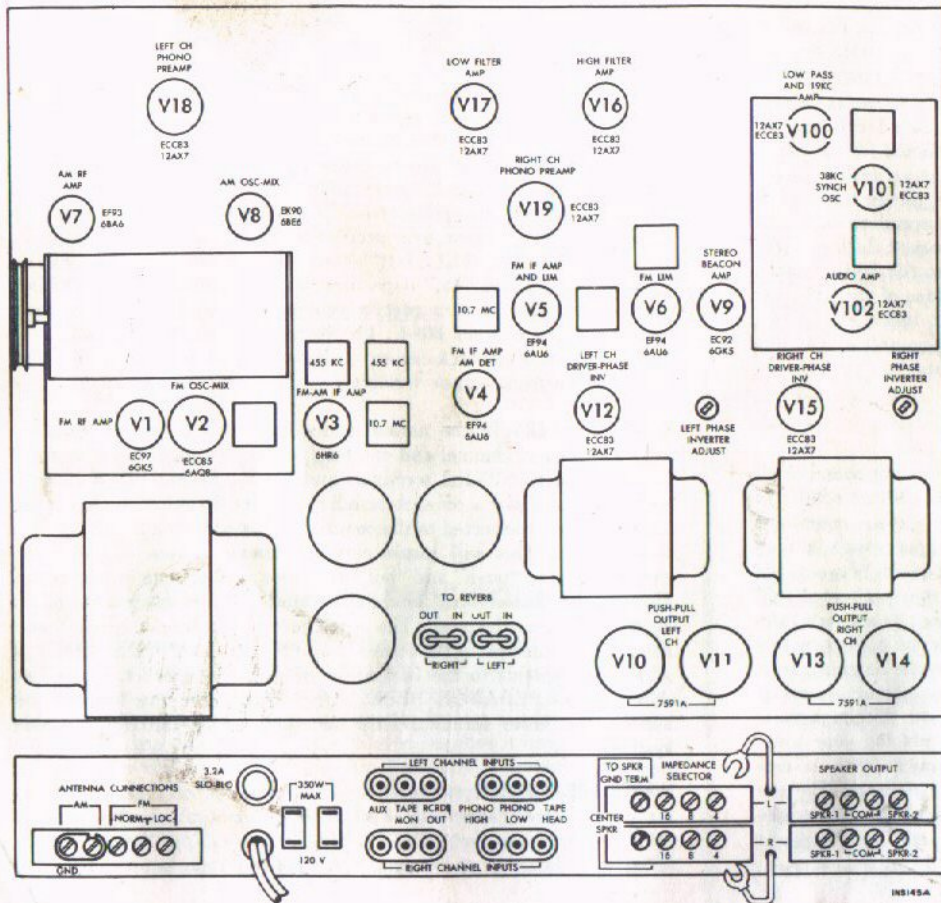 LEFT CH
PHONO
PREAMP
V18
ECC83
12AX7
LOW FILTER
AMP
V17
ECC83
12AX7
HIGH FILTER
AMP
V16
ECC83
12AX7
LOW PASS
AND 19KC
AMP
12AX7
ECC83
V100
38KC
SYNCH
OSC
V101
12AX7
ECC83
AUDIO AMP
V102
12AX7
ECC83
AM RF
AMP
V7
EF93
6BA6
AM OSC-MIX
V8
EK90
6BE6
RIGHT CH
PHONO PREAMP
V19
ECC83
12AX7
10.7 MC
FM IF AMP
AND LIM
V5
EF94
6AU6
FM LIM
V6
EF94
6AU6
STEREO
BEACON
AMP
V9
EC92
6GK5
455 KC
455 KC
FM IF AMP
AM DET
V4
EF94
6AU6
LEFT CH
DRIVER-PHASE
INV
V12
ECC83
12AX7
LEFT PHASE
INVERTER
ADJUST
RIGHT CH
DRIVER-PHASE
INV
V15
ECC83
12AX7
RIGHT
PHASE
INVERTER
ADJUST
FM OSC-MIX
FM RF AMP
V1
EC97
6GK5
V2
ECC85
6AQ8
FM-AM IF AMP
V3
6HR6
10.7 MC
TO REVERB
OUT IN OUT IN
RIGHT LEFT
PUSH-PULL
OUTPUT
LEFT
CH
V10 V11
7591A
PUSH-PULL
OUTPUT
RIGHT
CH
V13 V14
7591A
ANTENNA CONNECTIONS
AM FM
NORM LOC
GND
3.2A
SLO-BLO
350W
MAX
120 V
LEFT CHANNEL INPUTS
AUX TAPE MON RCRDR OUT PHONO HIGH PHONO LOW TAPE HEAD
RIGHT CHANNEL INPUTS
TO SPKR
GND TERM
IMPEDANCE
SELECTOR
16 8 4
CENTER
SPKR
16 8 4
L
R
SPEAKER OUTPUT
SPKR-1 COM SPKR-2
SPKR-1 COM SPKR-2
INS145A